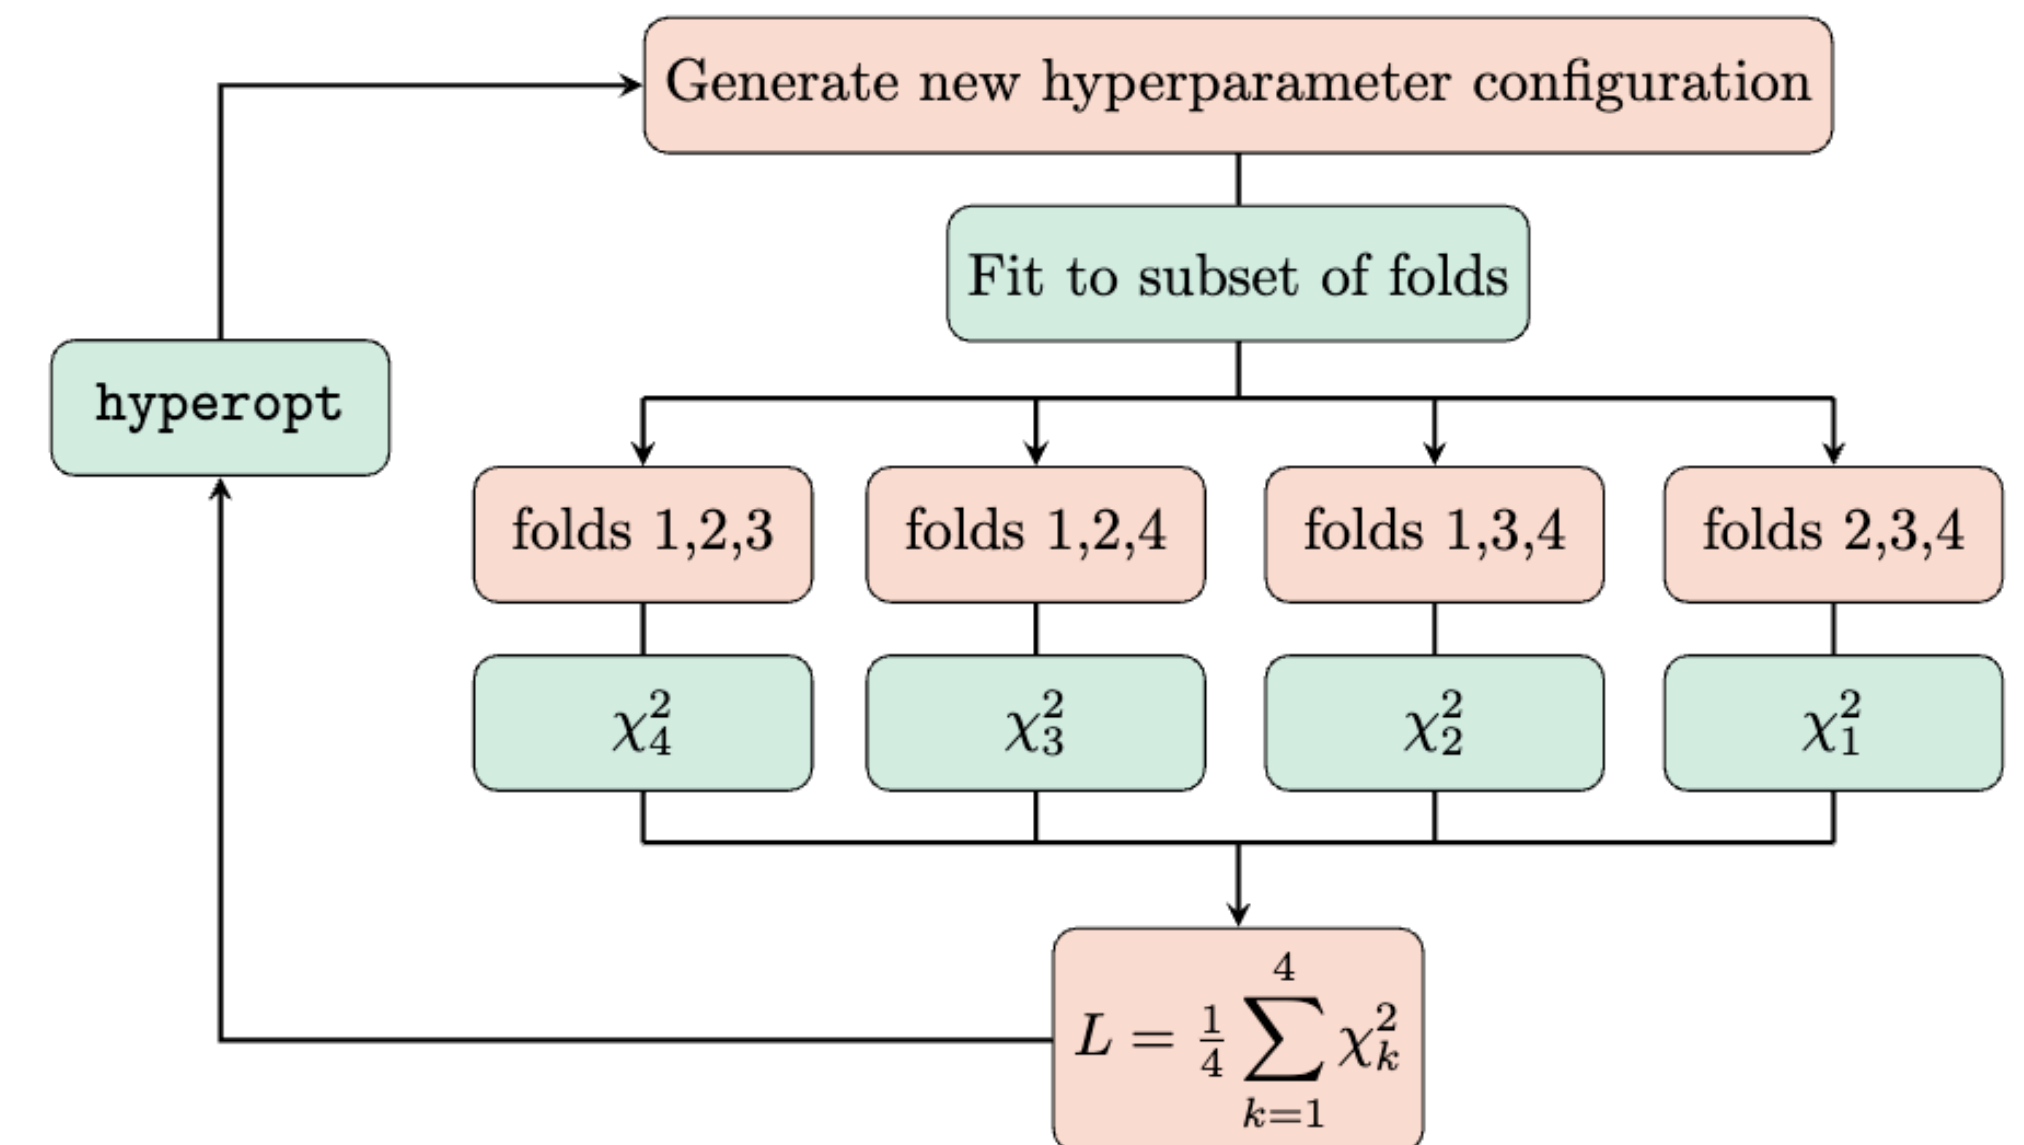 Generate new hyperparameter configuration
Fit to subset of folds
hyperopt
folds 1,2,3
folds 1,2,4
folds 1,3,4
folds 2,3,4
χ²₄
χ²₃
χ²₂
χ²₁
L = 1/4 ∑_{k=1}^{4} χ²ₖ